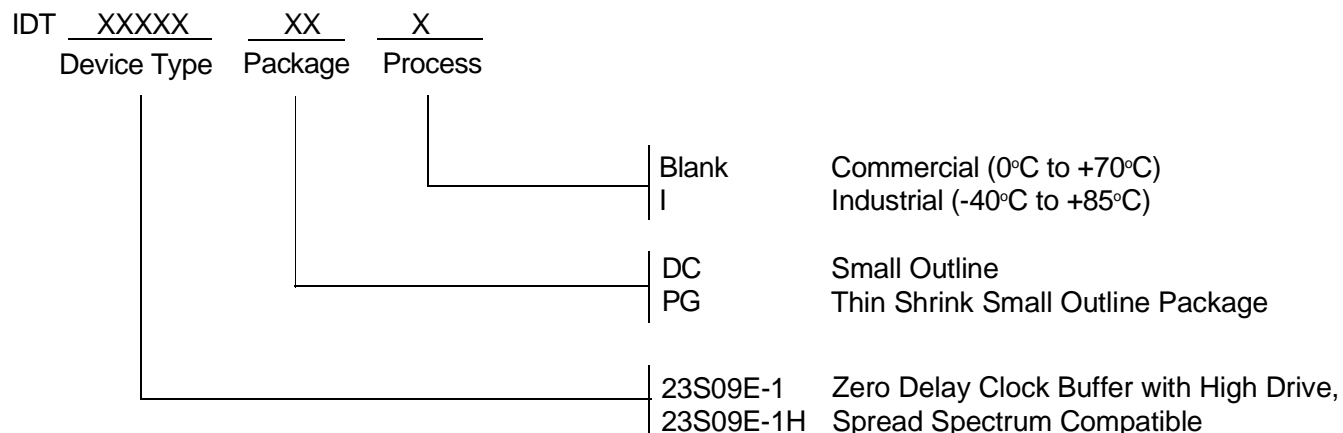 IDT XXXXX XX X
Device Type Package Process
Blank Commercial (0°C to +70°C)
I Industrial (-40°C to +85°C)
DC Small Outline
PG Thin Shrink Small Outline Package
23S09E-1 Zero Delay Clock Buffer with High Drive,
23S09E-1H Spread Spectrum Compatible